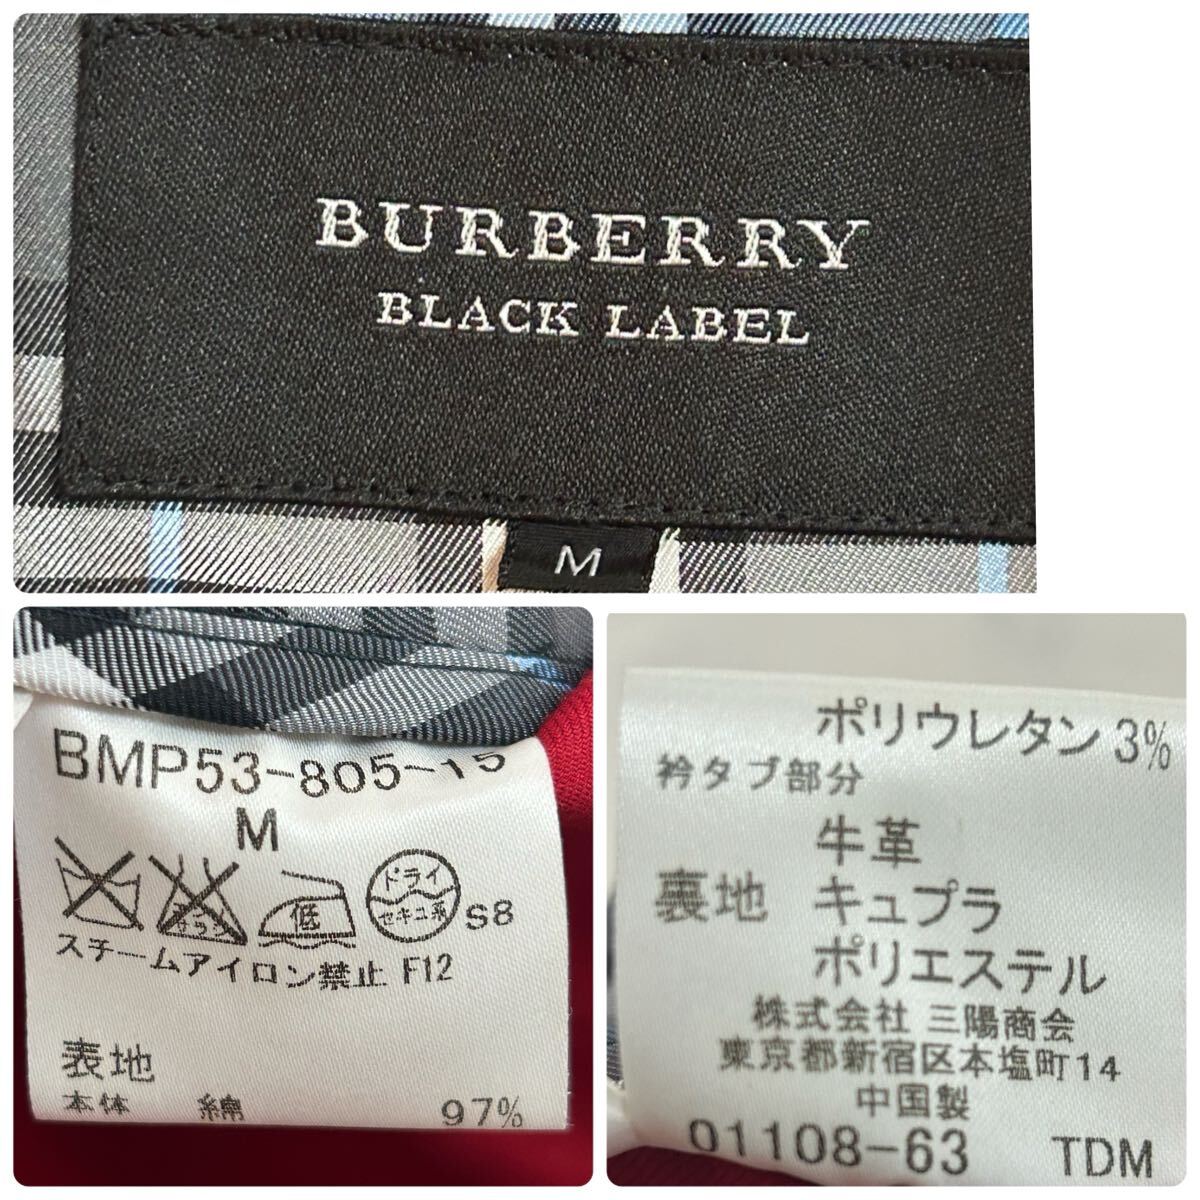 BURBERRY
BLACK LABEL
M
BMP53-805-15
M
低
ドライ
セキユ系
S8
スチームアイロン禁止 F12
表地
本体 綿 97%
ポリウレタン 3%
衿タブ部分
牛革
裏地 キュプラ
ポリエステル
株式会社 三陽商会
東京都新宿区本塩町14
中国製
01108-63 TDM